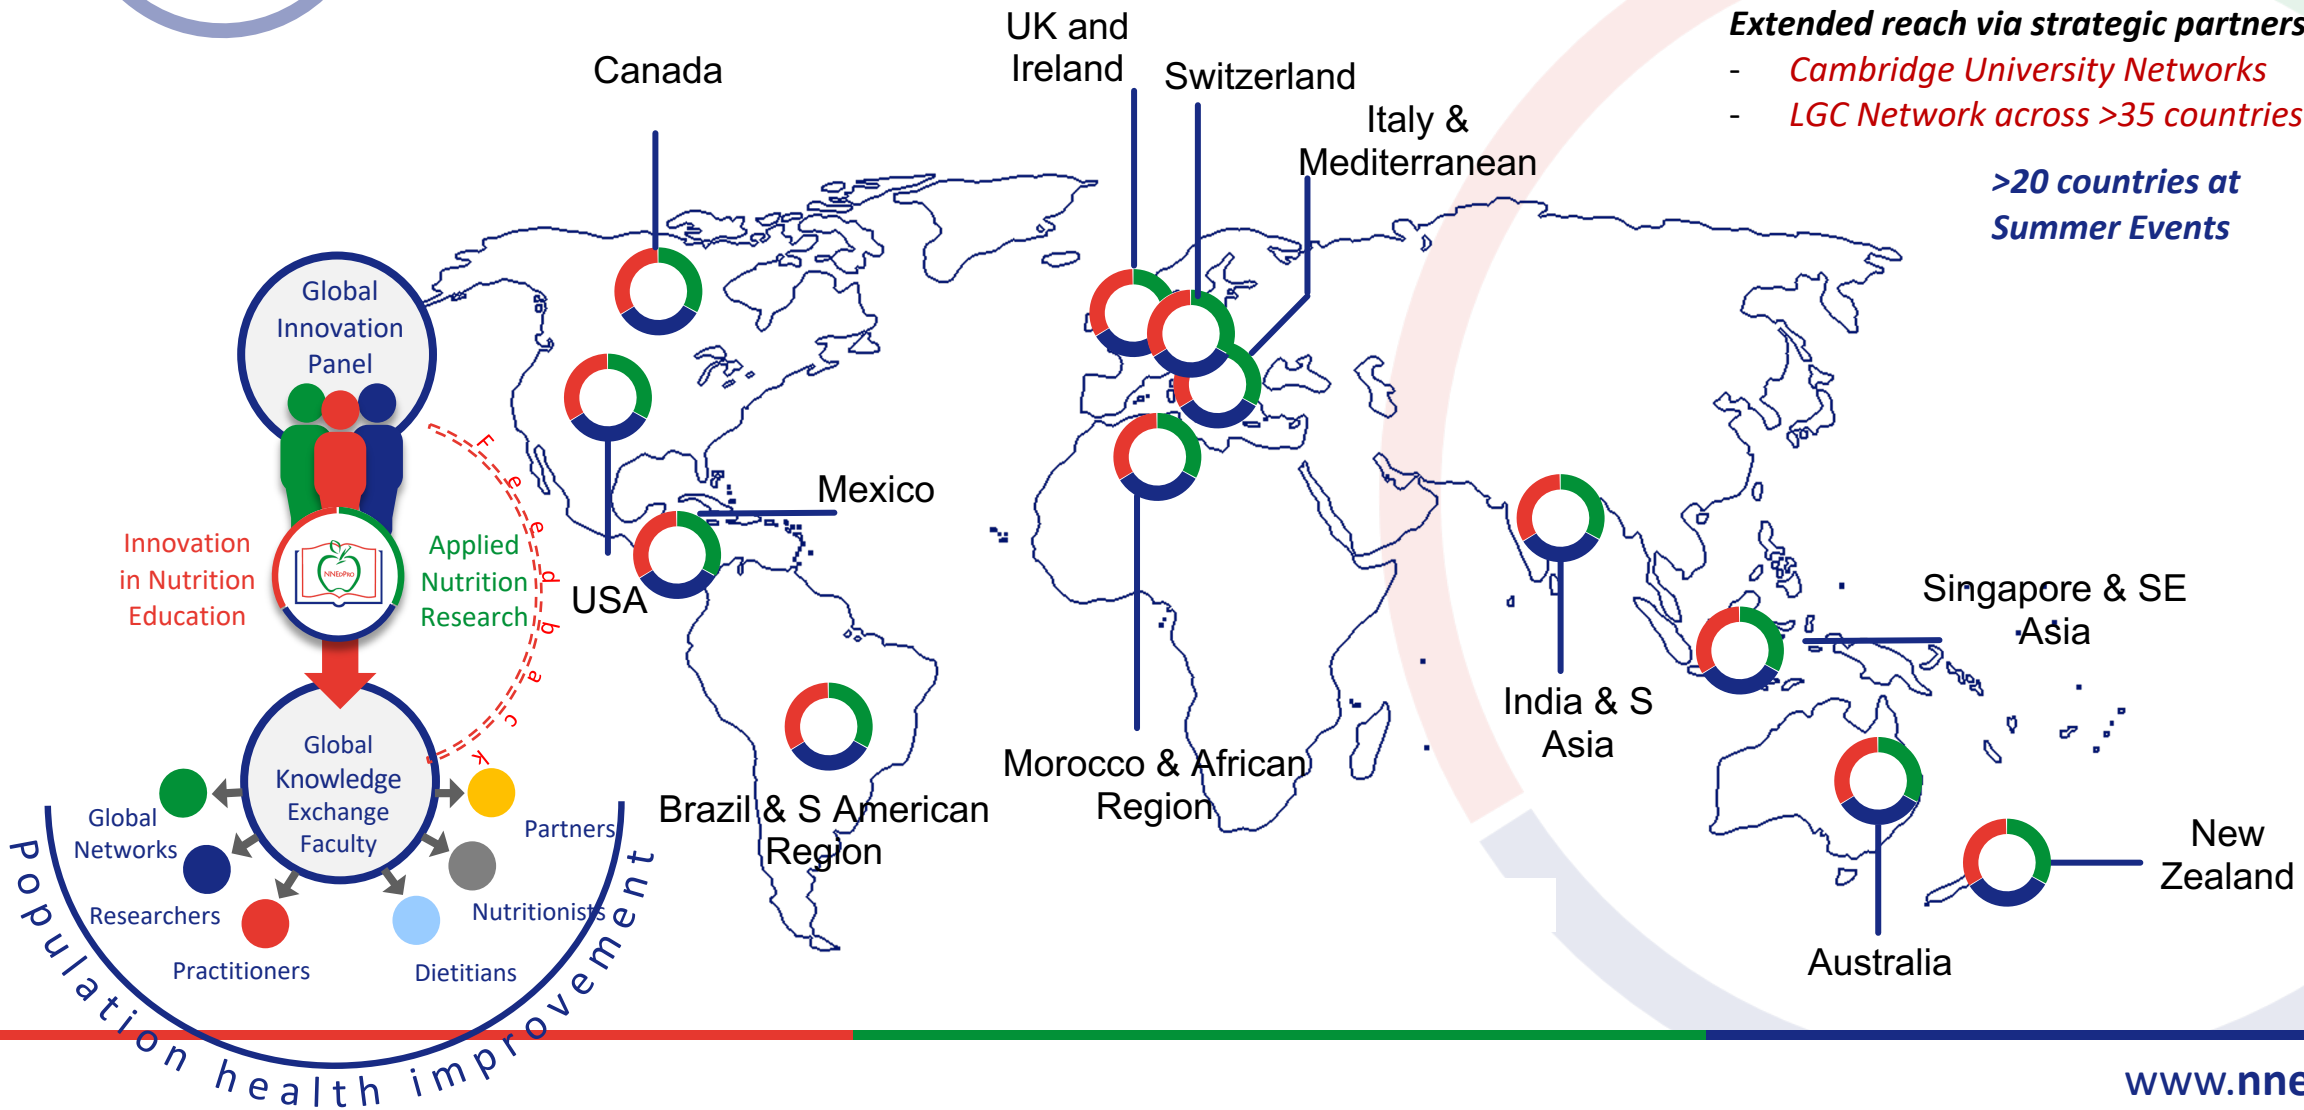 Extended reach via strategic partners
- Cambridge University Networks
- LGC Network across >35 countries
>20 countries at
Summer Events
Canada
UK and
Ireland
Switzerland
Italy &
Mediterranean
Mexico
USA
Brazil & S American
Region
Morocco & African
Region
India & S
Asia
Singapore & SE
Asia
Australia
New
Zealand
Global
Innovation
Panel
Innovation
in Nutrition
Education
NNEdPro
Applied
Nutrition
Research
Feedback
Global
Knowledge
Exchange
Faculty
Global
Networks
Researchers
Practitioners
Dietitians
Nutritionists
Partners
Population health improvement
www.nne